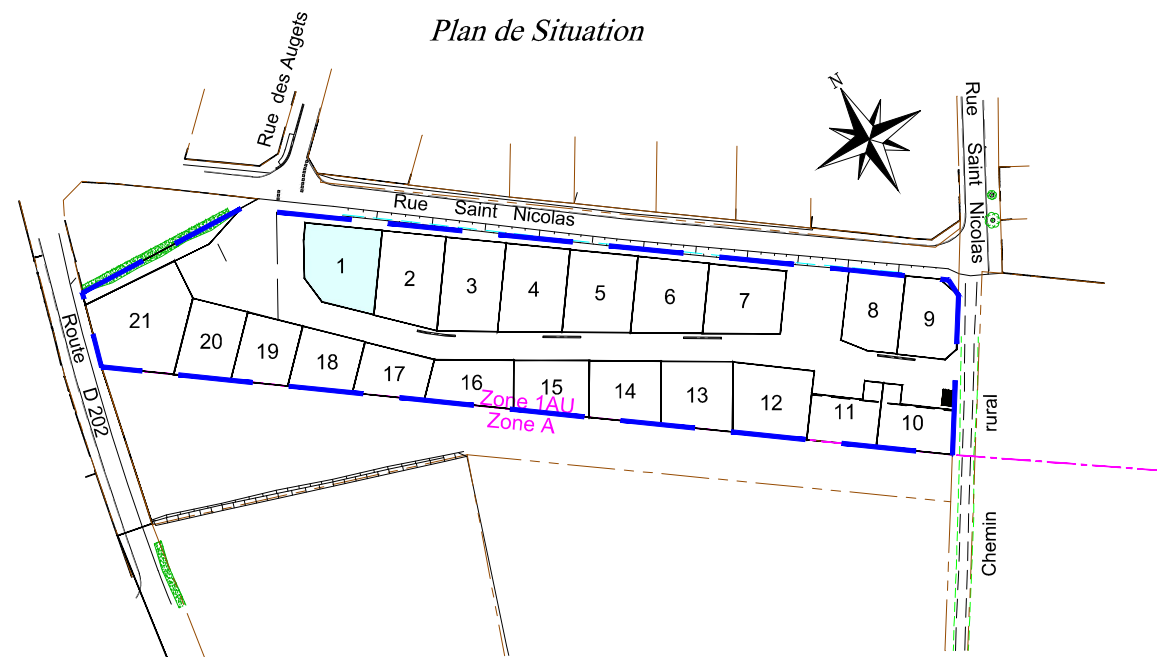 Plan de Situation
Rue des Augets
N
Rue Saint Nicolas
Rue Saint Nicolas
1
2
3
4
5
6
7
8
9
21
20
19
18
17
16
15
14
13
12
11
10
Zone 1AU
Zone A
Route D 202
Chemin rural